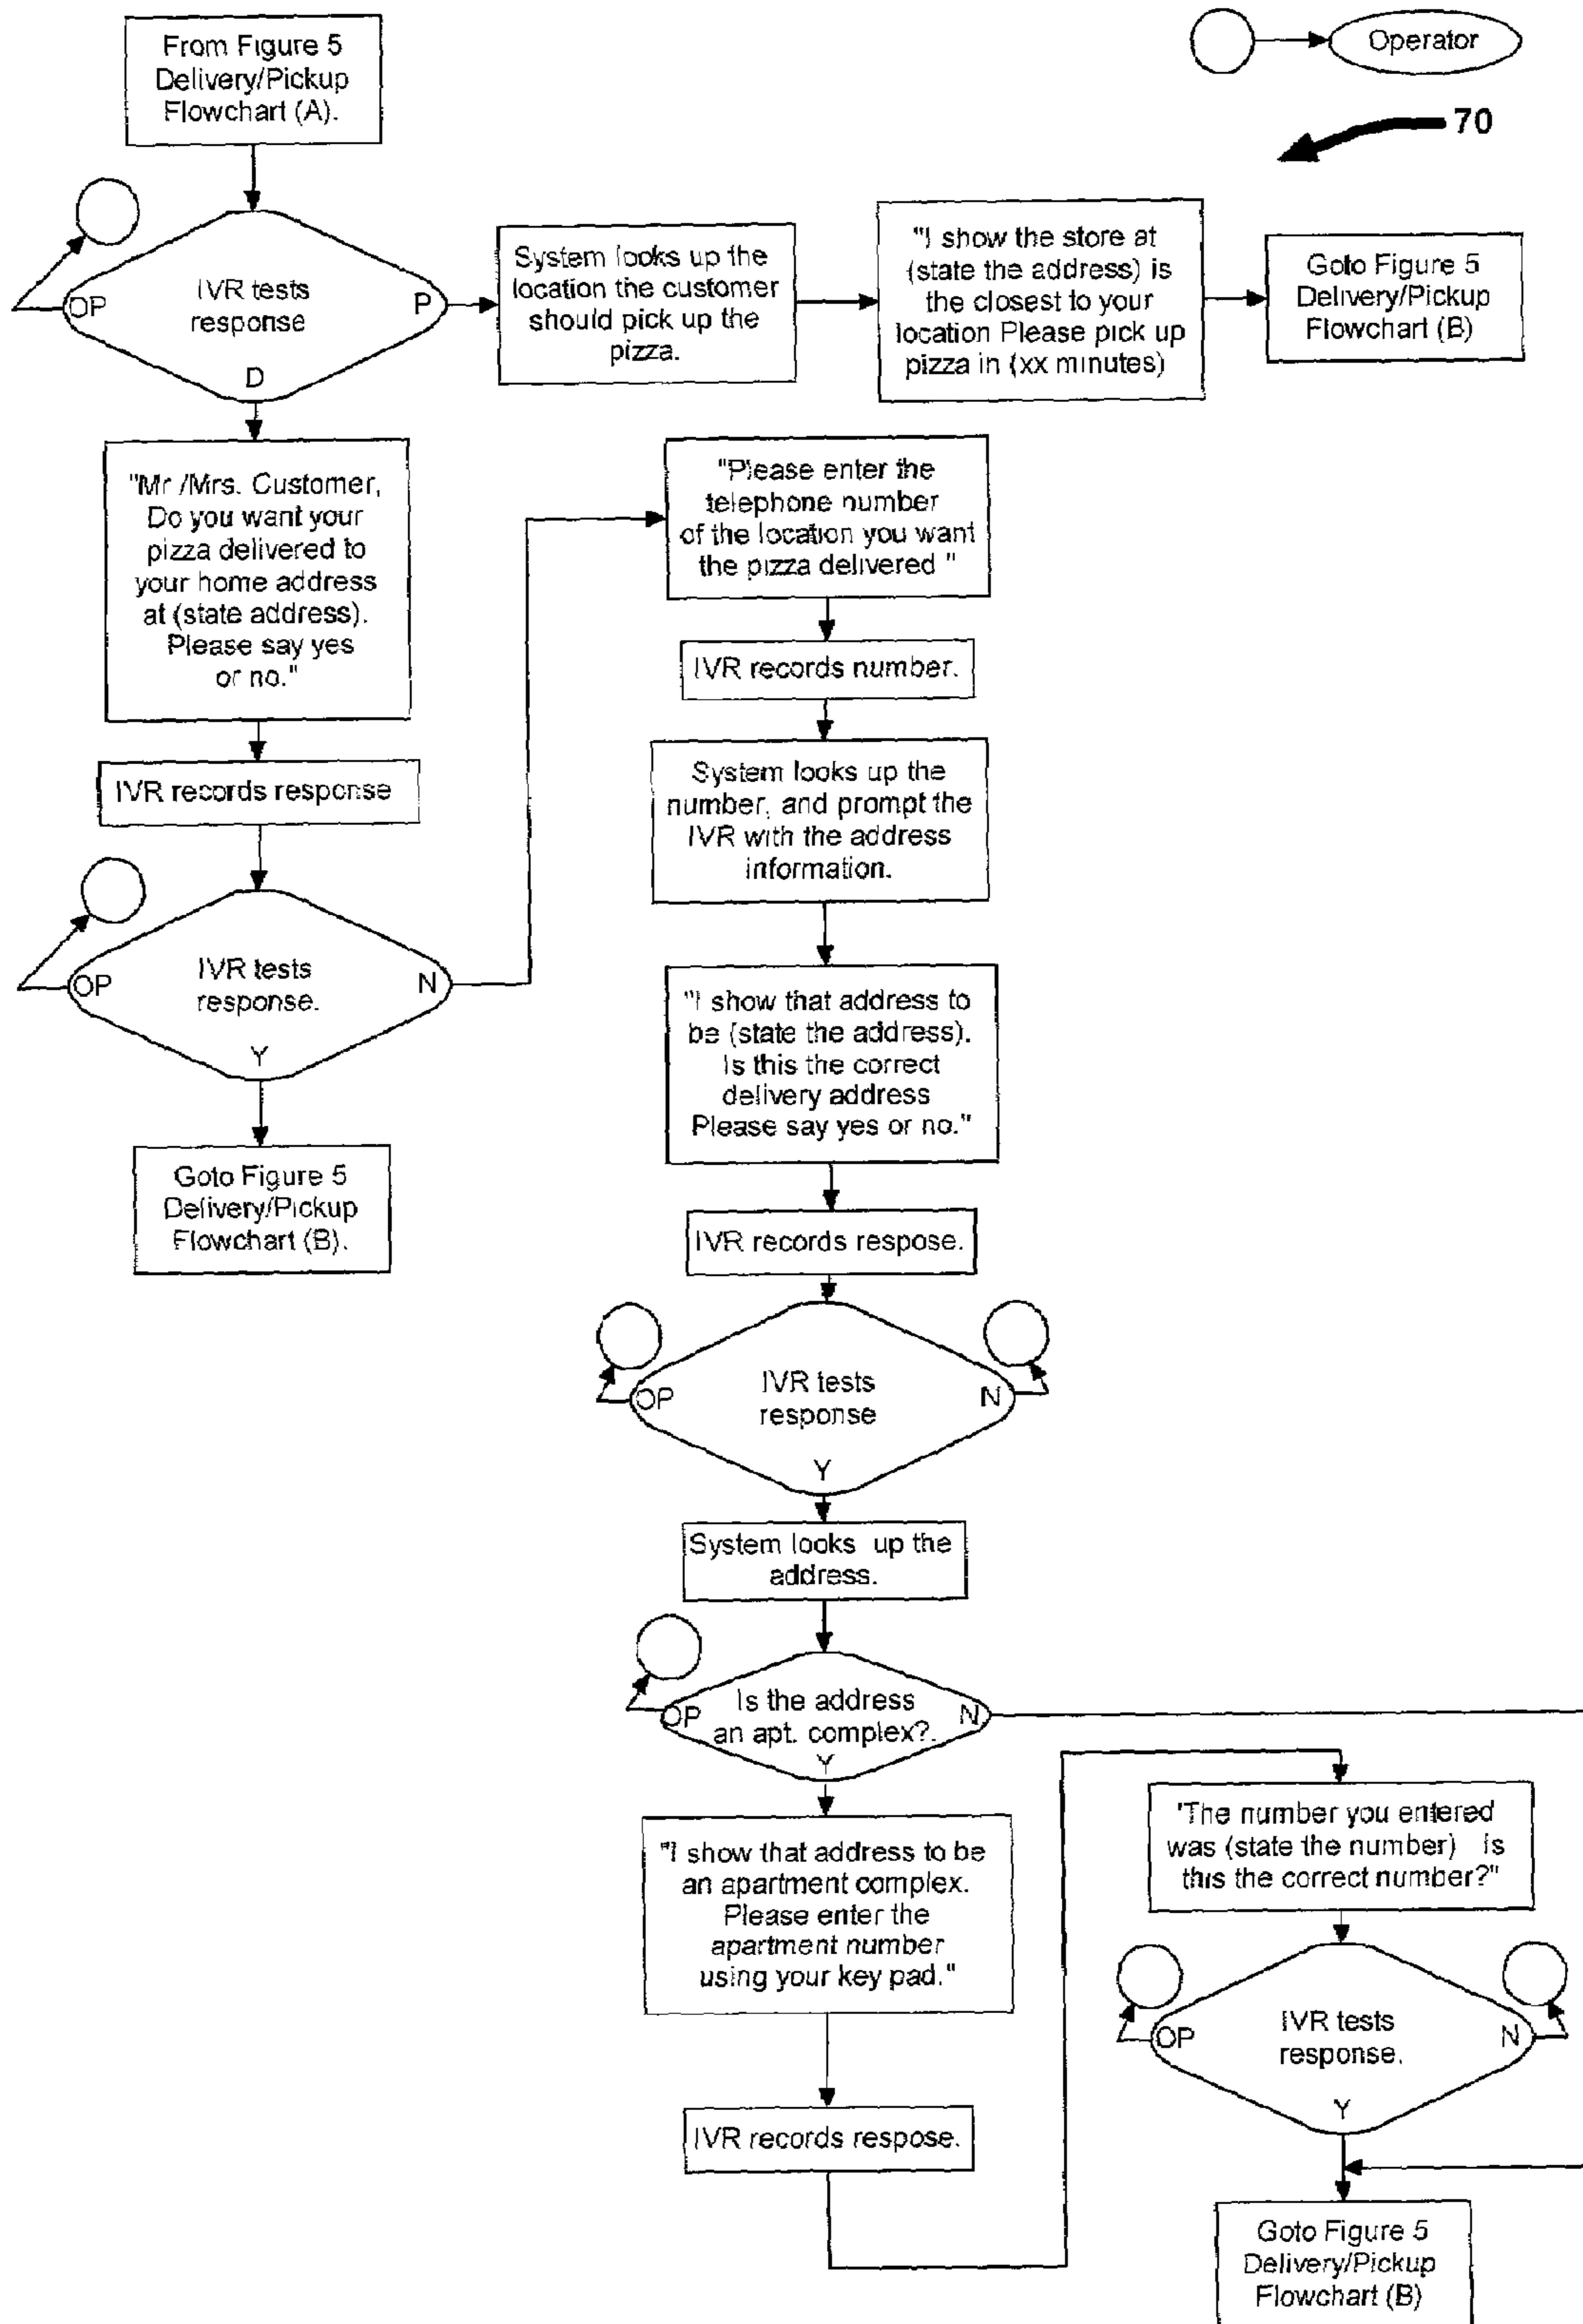 From Figure 5
Delivery/Pickup
Flowchart (A).
Operator
70
IVR tests
response
OP
P
D
System looks up the
location the customer
should pick up the
pizza.
"I show the store at
(state the address) is
the closest to your
location Please pick up
pizza in (xx minutes)
Goto Figure 5
Delivery/Pickup
Flowchart (B)
"Mr /Mrs. Customer,
Do you want your
pizza delivered to
your home address
at (state address).
Please say yes
or no."
IVR records response
IVR tests
response.
OP
N
Y
Goto Figure 5
Delivery/Pickup
Flowchart (B).
"Please enter the
telephone number
of the location you want
the pizza delivered "
IVR records number.
System looks up the
number, and prompt the
IVR with the address
information.
"I show that address to
be (state the address).
Is this the correct
delivery address
Please say yes or no."
IVR records respose.
IVR tests
response
OP
N
Y
System looks up the
address.
Is the address
an apt. complex?.
OP
N
Y
"I show that address to be
an apartment complex.
Please enter the
apartment number
using your key pad."
IVR records respose.
'The number you entered
was (state the number) Is
this the correct number?"
IVR tests
response.
OP
N
Y
Goto Figure 5
Delivery/Pickup
Flowchart (B)